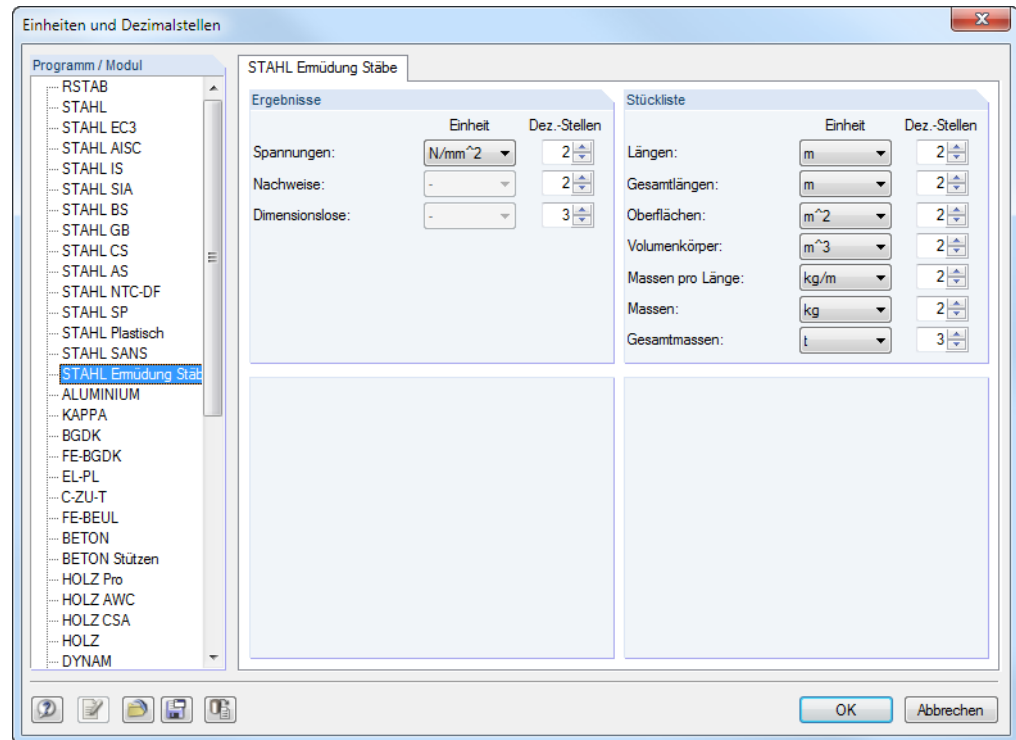 Einheiten und Dezimalstellen
Programm / Modul
RSTAB
STAHL
STAHL EC3
STAHL AISC
STAHL IS
STAHL SIA
STAHL BS
STAHL GB
STAHL CS
STAHL AS
STAHL NTC-DF
STAHL SP
STAHL Plastisch
STAHL SANS
STAHL Ermüdung Stäb
ALUMINIUM
KAPPA
BGDK
FE-BGDK
EL-PL
C-ZU-T
FE-BEUL
BETON
BETON Stützen
HOLZ Pro
HOLZ AWC
HOLZ CSA
HOLZ
DYNAM
STAHL Ermüdung Stäbe
Ergebnisse
Einheit Dez.-Stellen
Spannungen: N/mm^2 2
Nachweise: - 2
Dimensionslose: - 3
Stückliste
Einheit Dez.-Stellen
Längen: m 2
Gesamtlängen: m 2
Oberflächen: m^2 2
Volumenkörper: m^3 2
Massen pro Länge: kg/m 2
Massen: kg 2
Gesamtmassen: t 3
OK Abbrechen